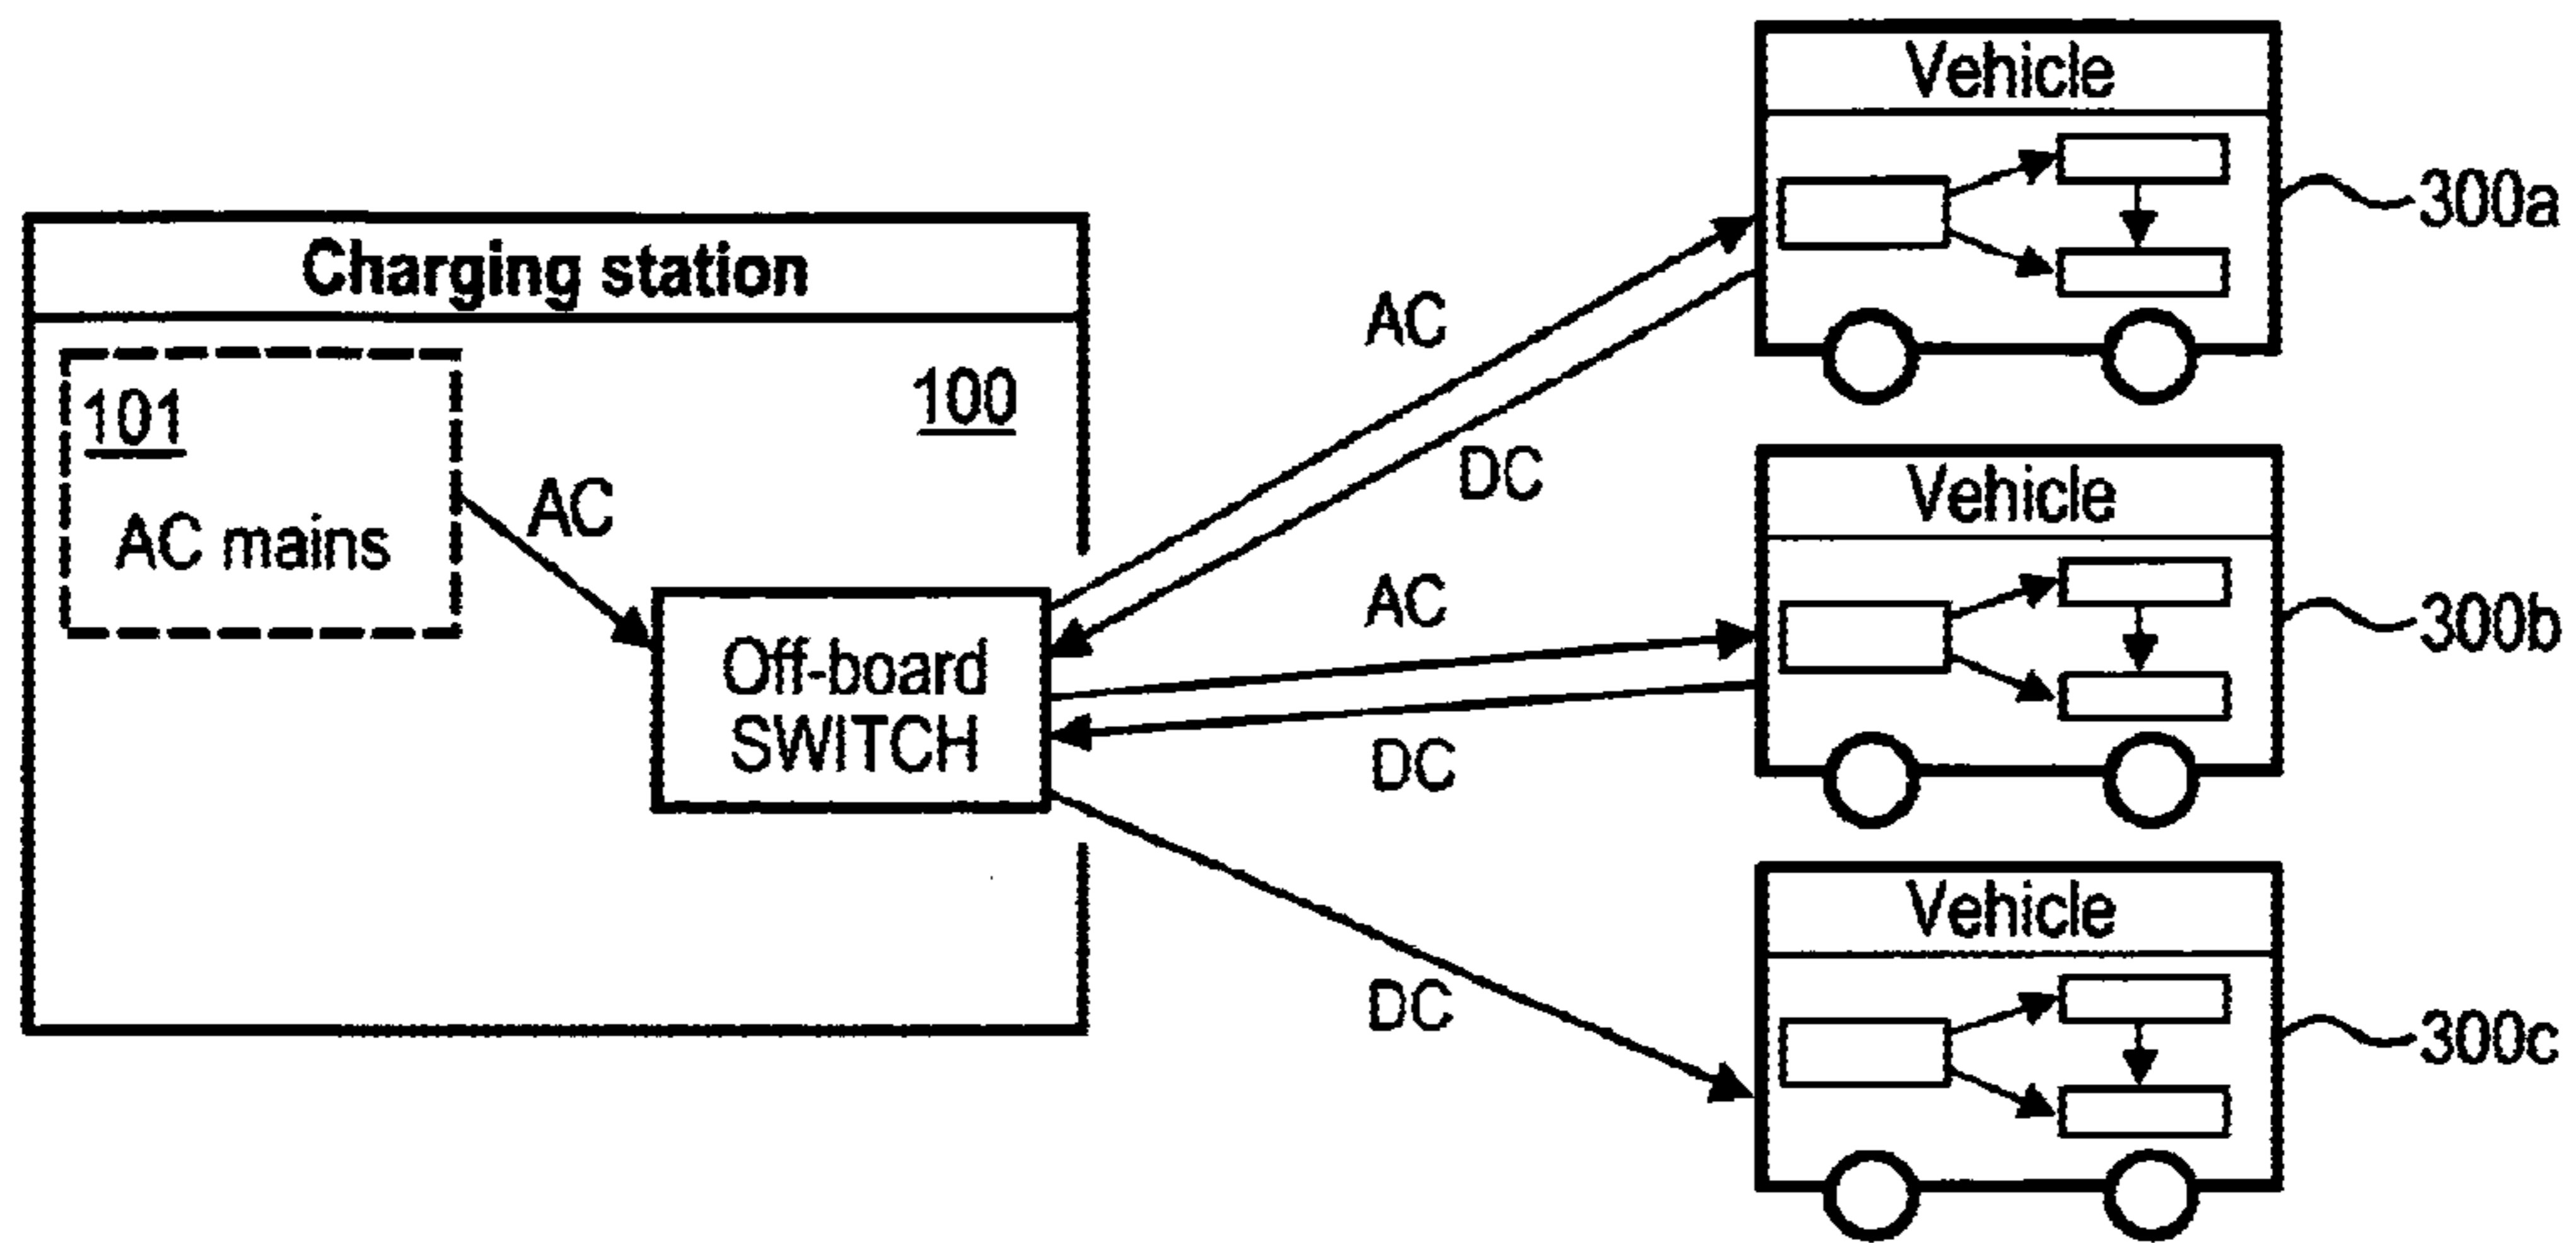 Charging station
101
AC mains
100
AC
Off-board
SWITCH
AC
DC
AC
DC
DC
Vehicle
300a
Vehicle
300b
Vehicle
300c